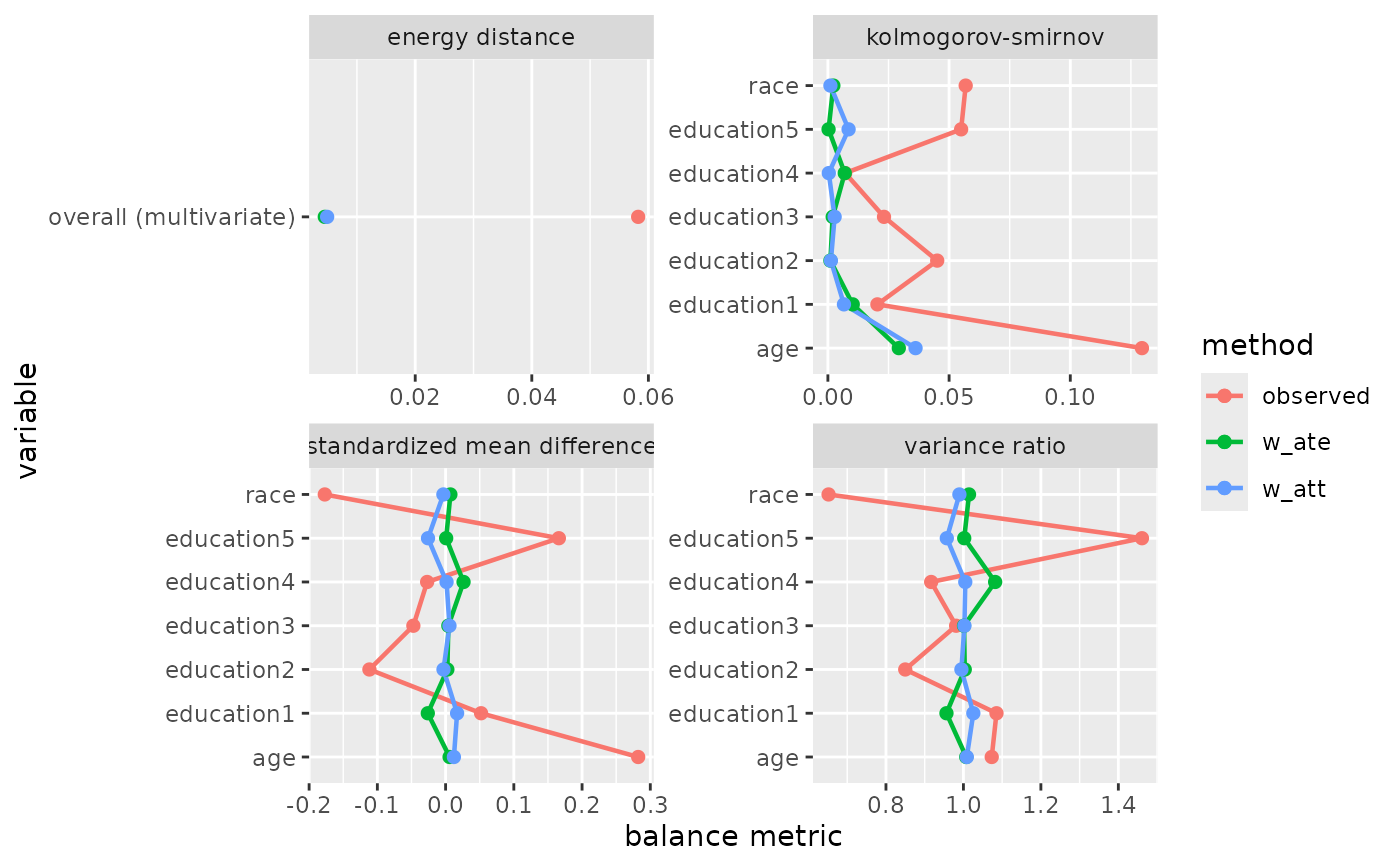 energy distance
overall (multivariate)
0.02 0.04 0.06
kolmogorov-smirnov
race
education5
education4
education3
education2
education1
age
0.00 0.05 0.10
standardized mean difference
race
education5
education4
education3
education2
education1
age
-0.2 -0.1 0.0 0.1 0.2 0.3
variance ratio
race
education5
education4
education3
education2
education1
age
0.8 1.0 1.2 1.4
variable
balance metric
method
observed
w_ate
w_att